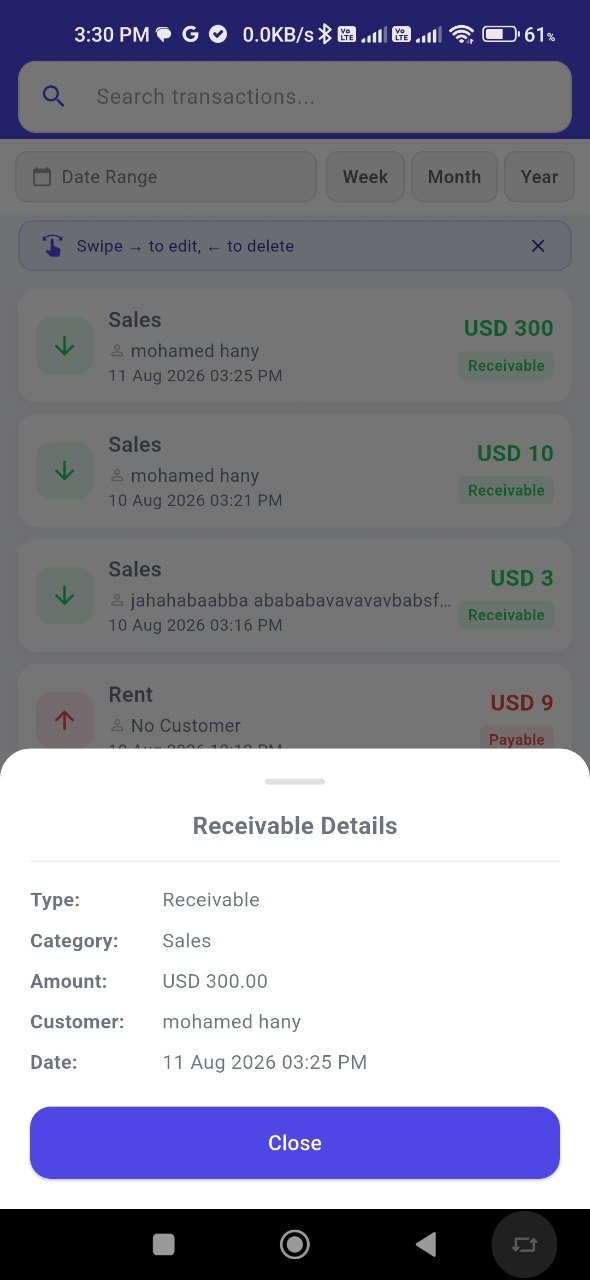 3:30 PM G 0.0KB/s Vo LTE Vo LTE 61%
Search transactions...
Date Range Week Month Year
Swipe → to edit, ← to delete
Sales
USD 300
mohamed hany
Receivable
11 Aug 2026 03:25 PM
Sales
USD 10
mohamed hany
Receivable
10 Aug 2026 03:21 PM
Sales
USD 3
jahahabaabba abababavavavavbabsf...
Receivable
10 Aug 2026 03:16 PM
Rent
USD 9
No Customer
Payable
Receivable Details
Type: Receivable
Category: Sales
Amount: USD 300.00
Customer: mohamed hany
Date: 11 Aug 2026 03:25 PM
Close